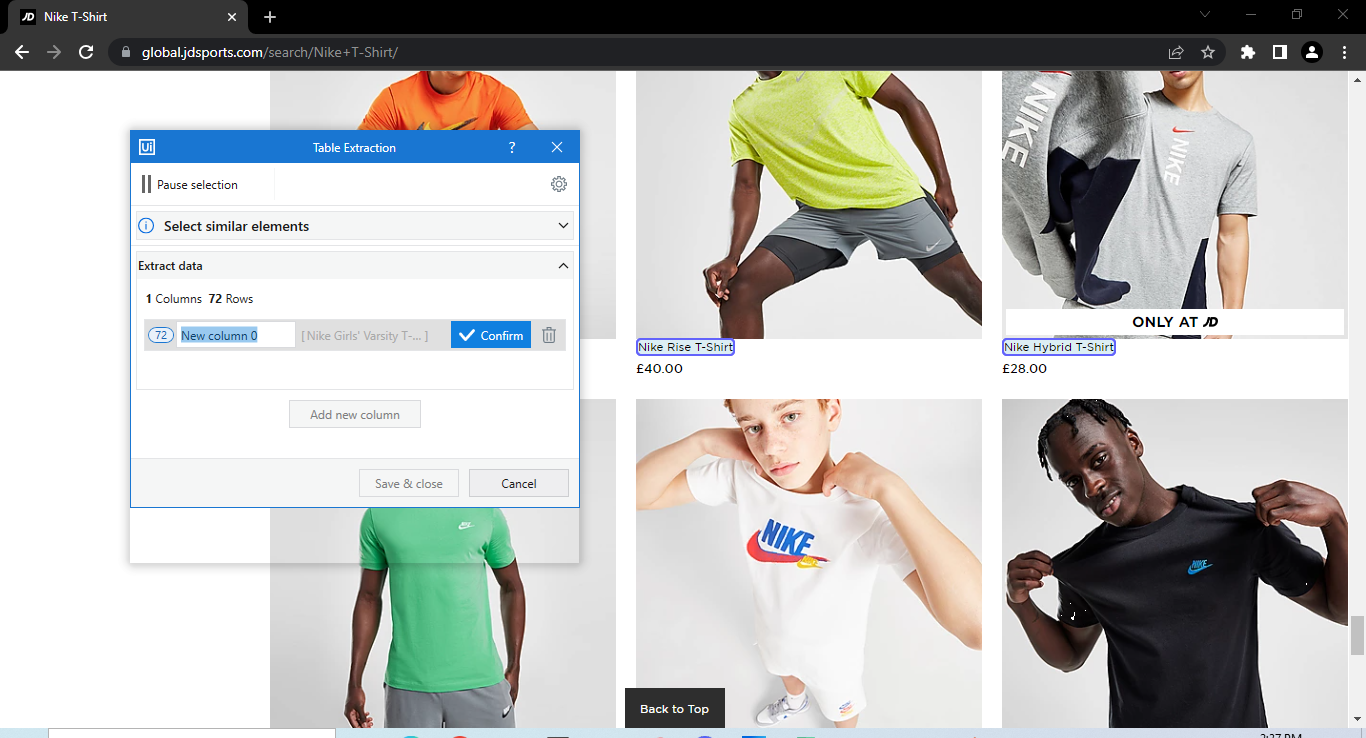 JD Nike T-Shirt
global.jdsports.com/search/Nike+T-Shirt/
NIKE
NIKE
ONLY AT JD
Ui Table Extraction ?
Pause selection
Select similar elements
Extract data
1 Columns 72 Rows
72 New column 0 [ Nike Girls' Varsity T-... ] Confirm
Add new column
Save & close Cancel
Nike Rise T-Shirt
£40.00
Nike Hybrid T-Shirt
£28.00
NIKE
NIKE
Back to Top